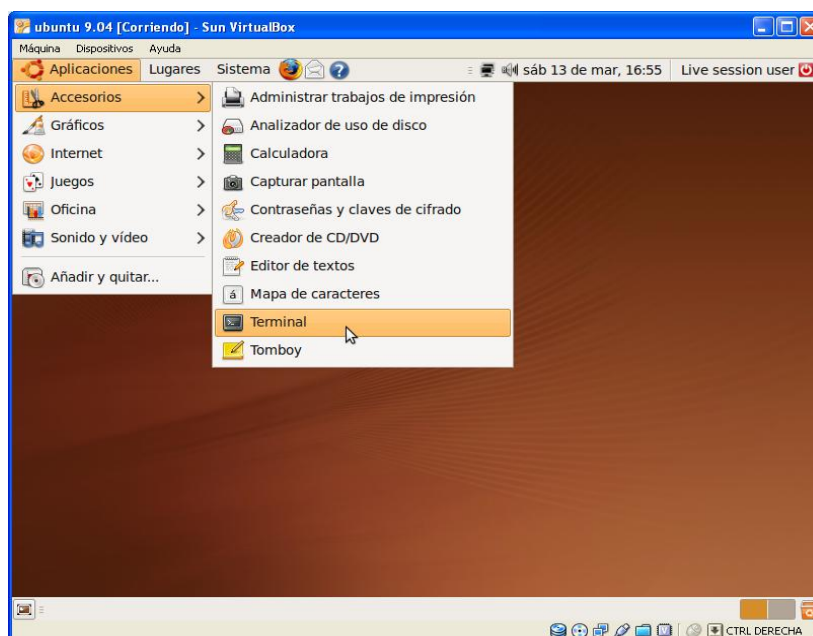 ubuntu 9.04 [Corriendo] - Sun VirtualBox
Máquina Dispositivos Ayuda
Aplicaciones Lugares Sistema sáb 13 de mar, 16:55 Live session user
Accesorios
Gráficos
Internet
Juegos
Oficina
Sonido y vídeo
Añadir y quitar...
Administrar trabajos de impresión
Analizador de uso de disco
Calculadora
Capturar pantalla
Contraseñas y claves de cifrado
Creador de CD/DVD
Editor de textos
á Mapa de caracteres
Terminal
Tomboy
CTRL DERECHA